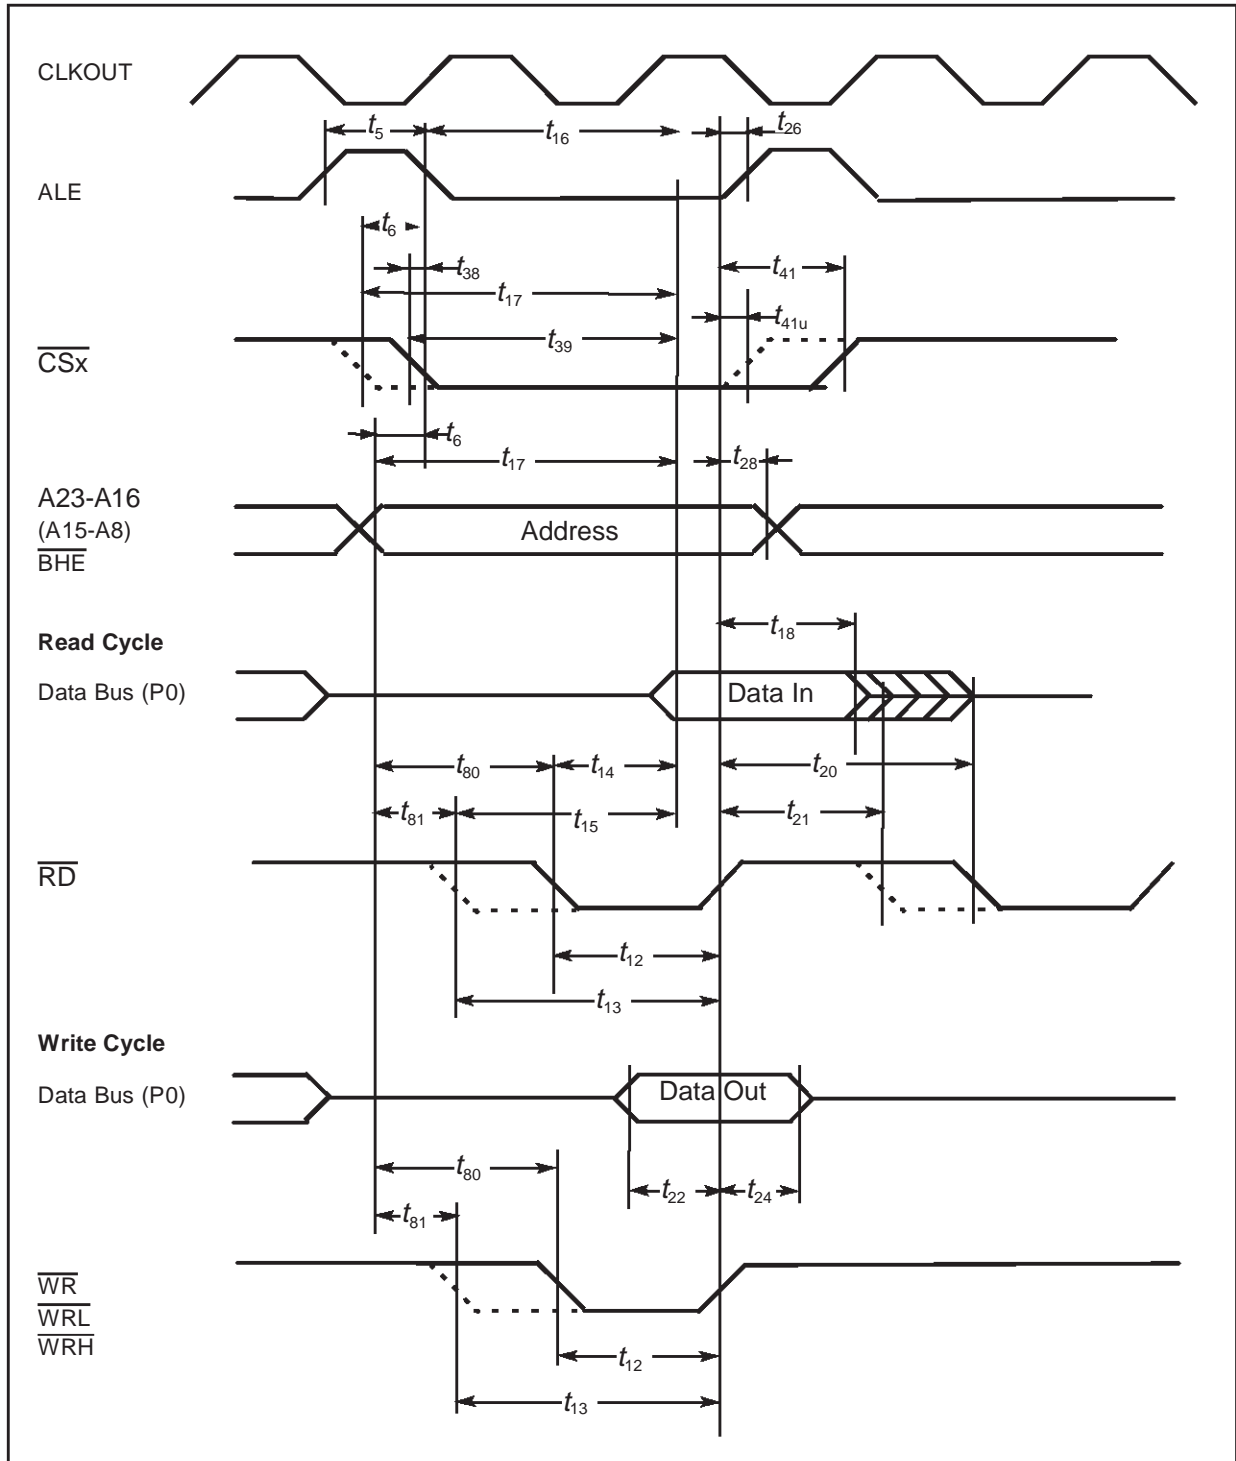 CLKOUT
t5 t16 t26
ALE
t6
t38 t41
t17
t41u
t39
CSx
t6
t17 t28
A23-A16
(A15-A8)
BHE
Address
t18
Read Cycle
Data Bus (P0) Data In
t80 t14 t20
t81 t15 t21
RD
t12
t13
Write Cycle
Data Bus (P0) Data Out
t80
t22 t24
t81
WR
WRL
WRH
t12
t13